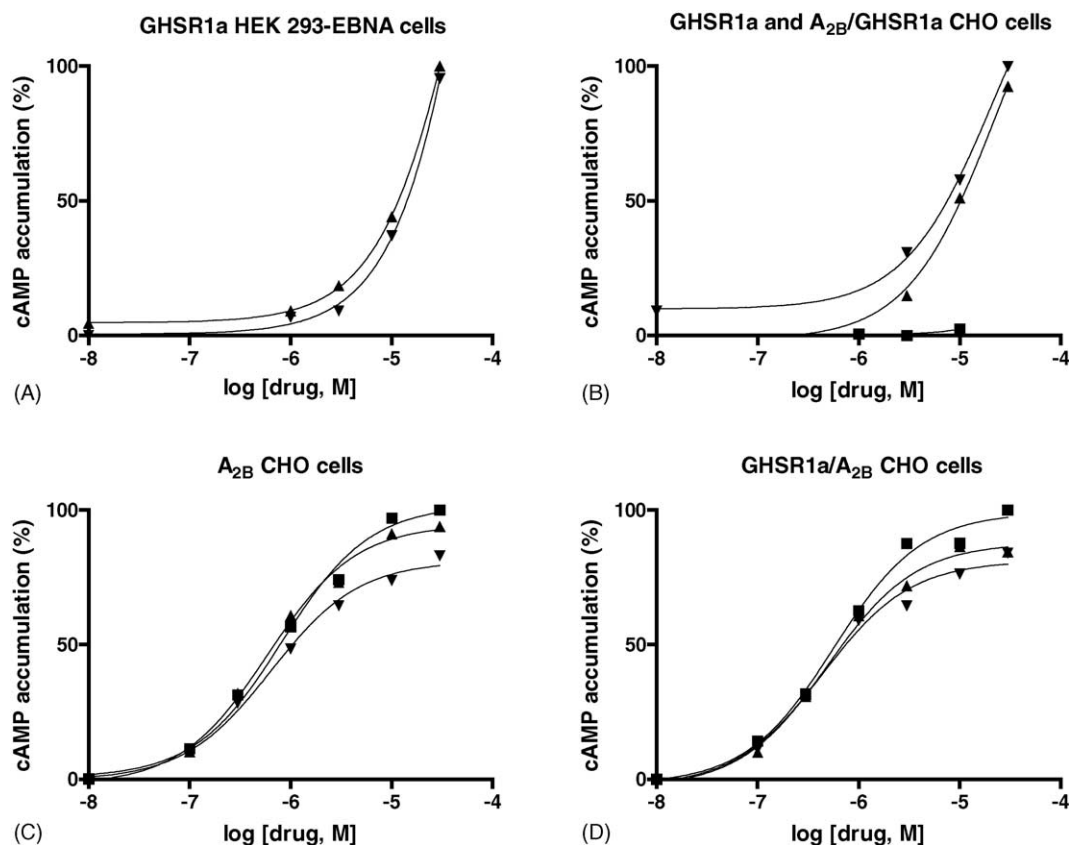 GHSR1a HEK 293-EBNA cells
100
50
0
cAMP accumulation (%)
-8 -7 -6 -5 -4
log [drug, M]
(A)
GHSR1a and A2B/GHSR1a CHO cells
100
50
0
cAMP accumulation (%)
-8 -7 -6 -5 -4
log [drug, M]
(B)
A2B CHO cells
100
50
0
cAMP accumulation (%)
-8 -7 -6 -5 -4
log [drug, M]
(C)
GHSR1a/A2B CHO cells
100
50
0
cAMP accumulation (%)
-8 -7 -6 -5 -4
log [drug, M]
(D)